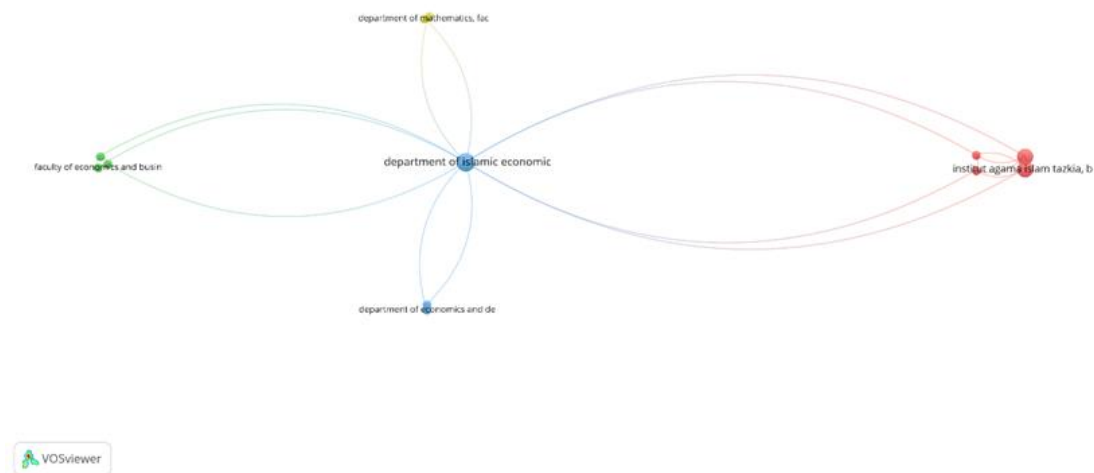 department of mathematics, fac
department of islamic economic
faculty of economics and busin
institut agama islam tazkia, b
department of economics and de
VOSviewer